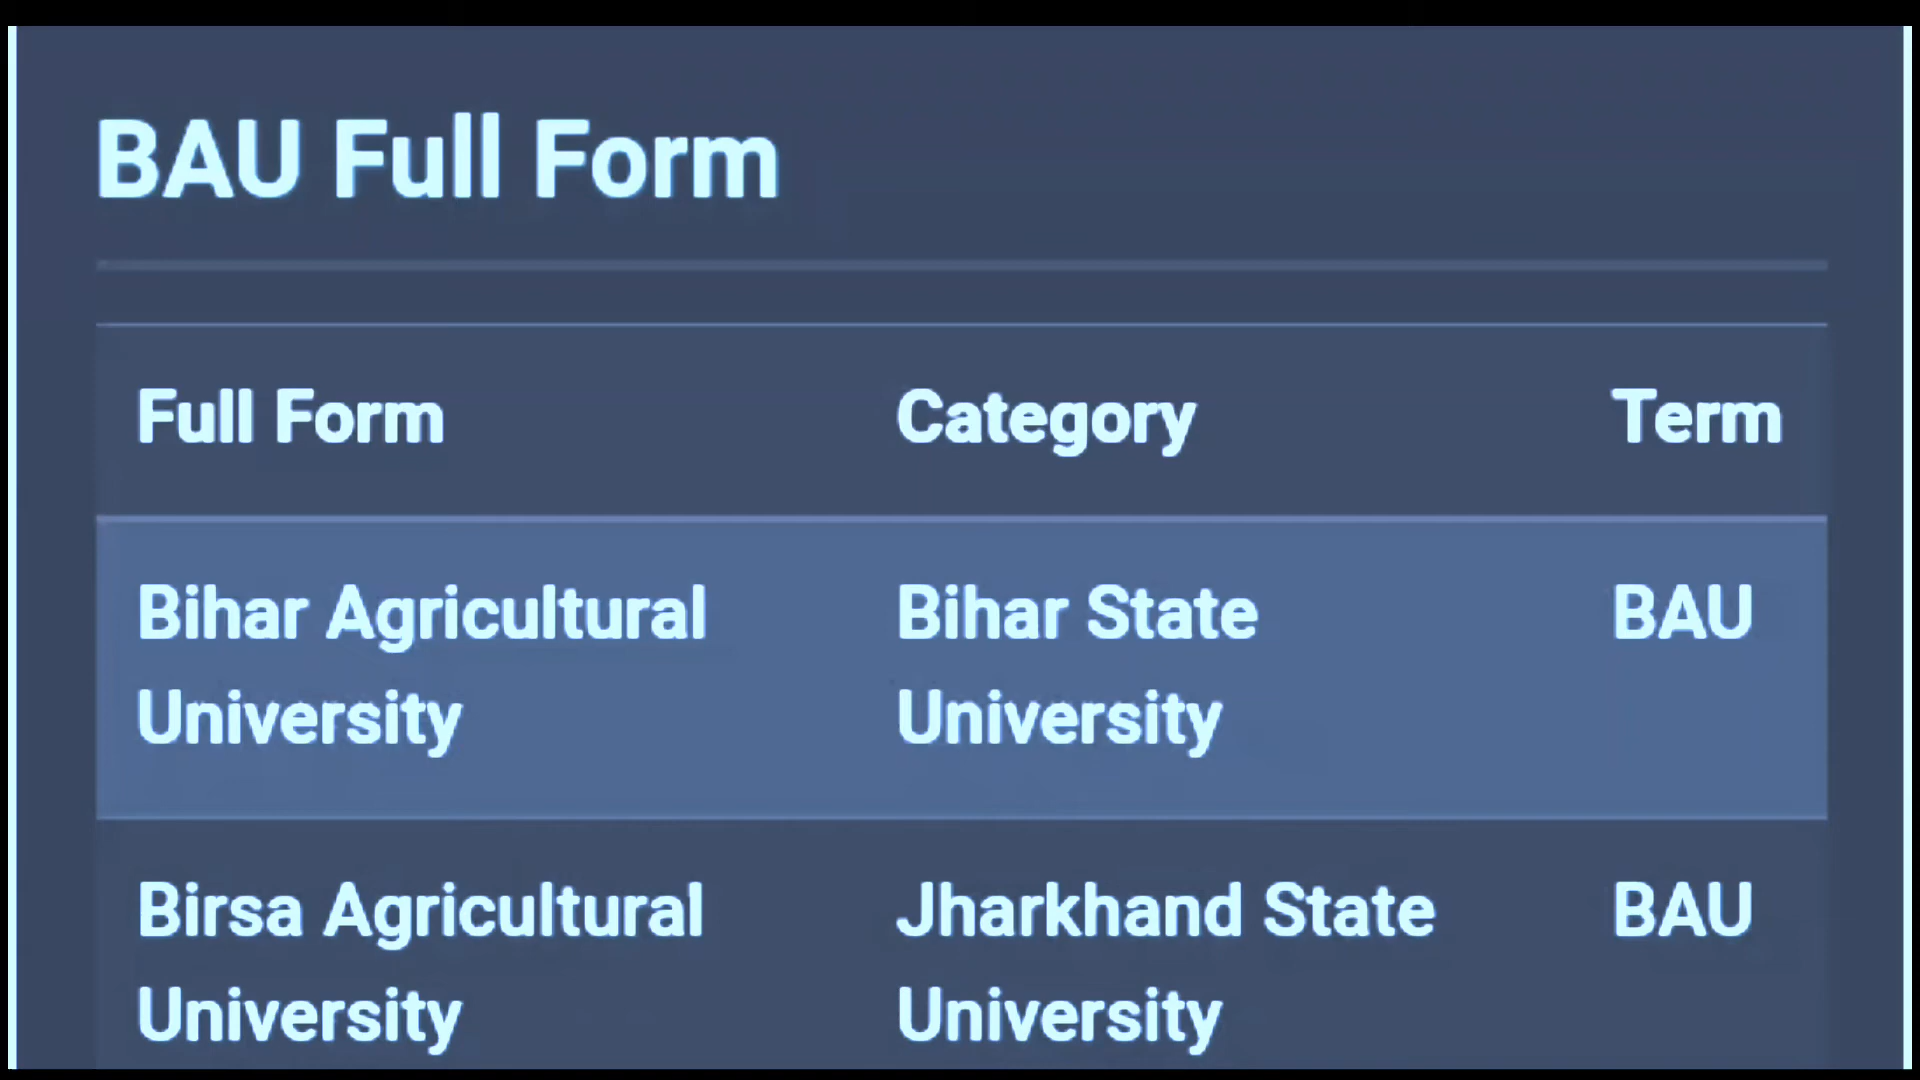 BAU Full Form
Full Form Category Term
Bihar Agricultural Bihar State BAU
University University
Birsa Agricultural Jharkhand State BAU
University University